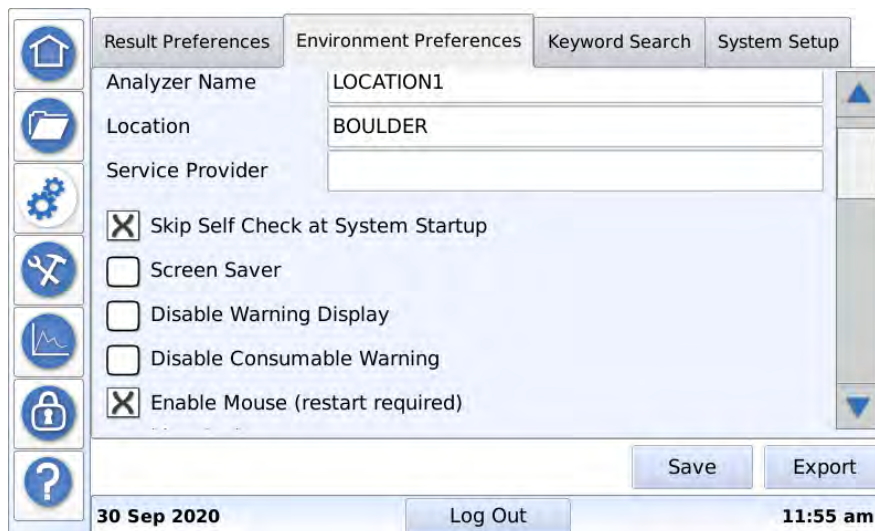 Result Preferences Environment Preferences Keyword Search System Setup
Analyzer Name LOCATION1
Location BOULDER
Service Provider
Skip Self Check at System Startup
Screen Saver
Disable Warning Display
Disable Consumable Warning
Enable Mouse (restart required)
Save Export
?
30 Sep 2020 Log Out 11:55 am